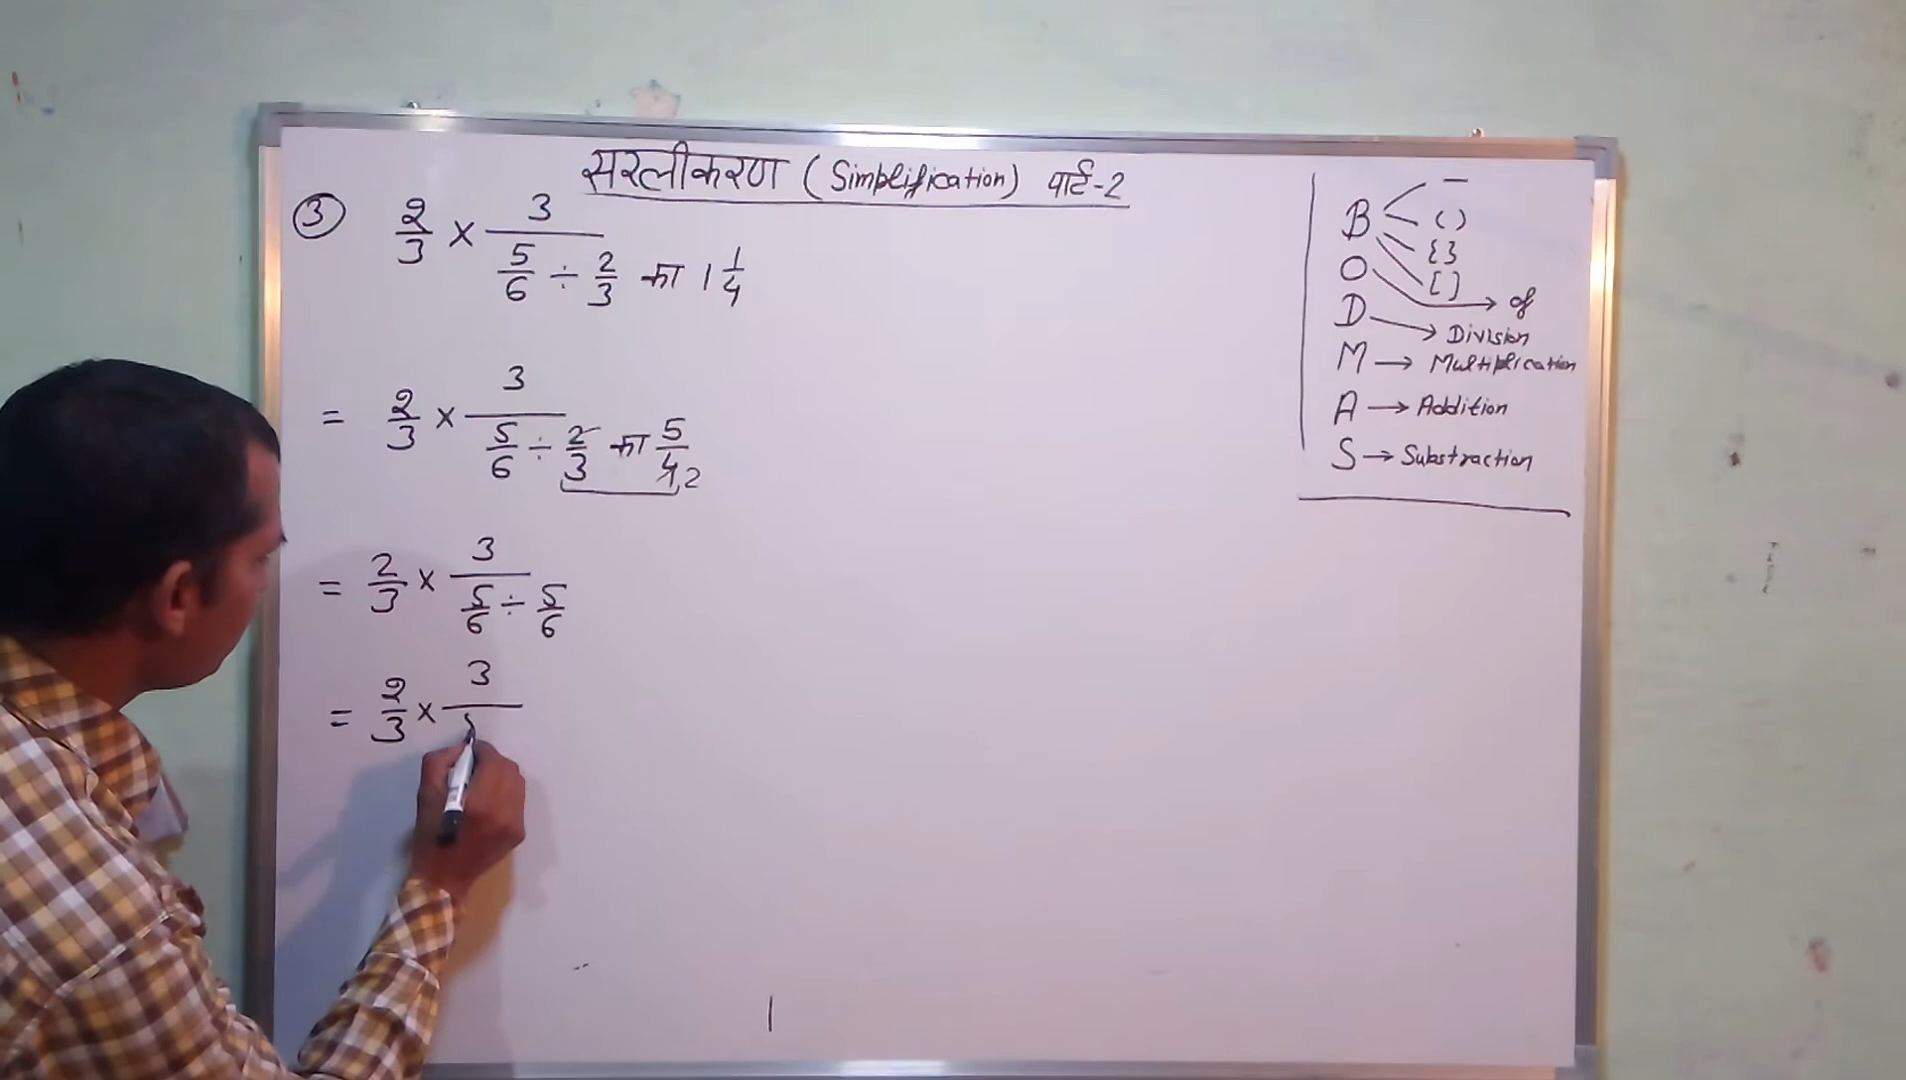 सरलीकरण (Simplification) पार्ट-2
③ 2/3 × 3/(5/6 ÷ 2/3 का 1 1/4)
= 2/3 × 3/(5/6 ÷ 2/3 का 5/4 2)
= 2/3 × 3/(5/6 ÷ 5/6)
= 2/3 × 3/5
B — ( ) { } [ ]
O → of
D → Division
M → Multiplication
A → Addition
S → Substraction